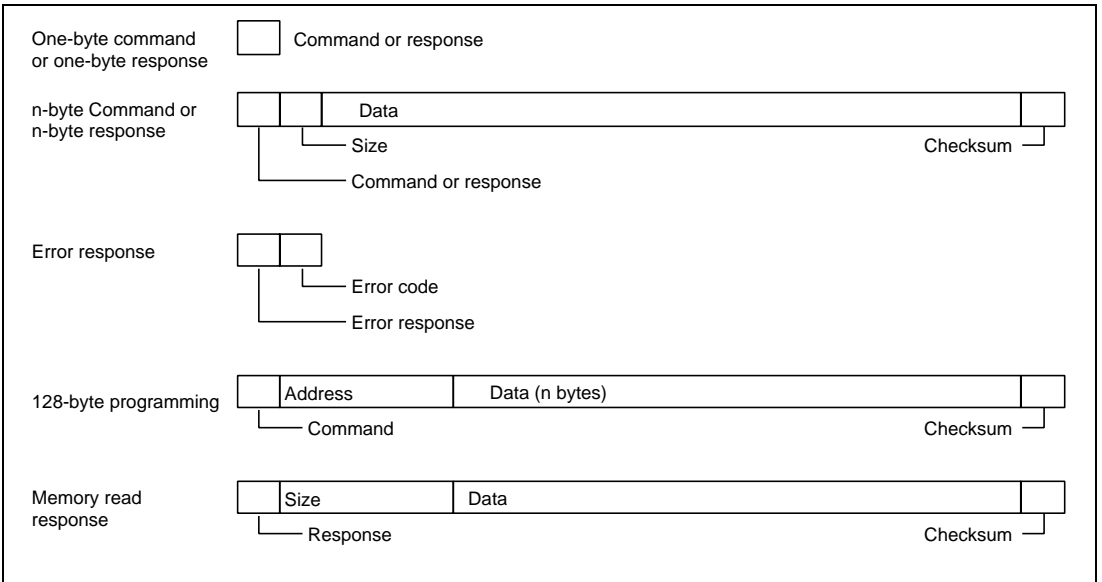 One-byte command
or one-byte response
Command or response
n-byte Command or
n-byte response
Data
Size
Checksum
Command or response
Error response
Error code
Error response
128-byte programming
Address
Data (n bytes)
Command
Checksum
Memory read
response
Size
Data
Response
Checksum